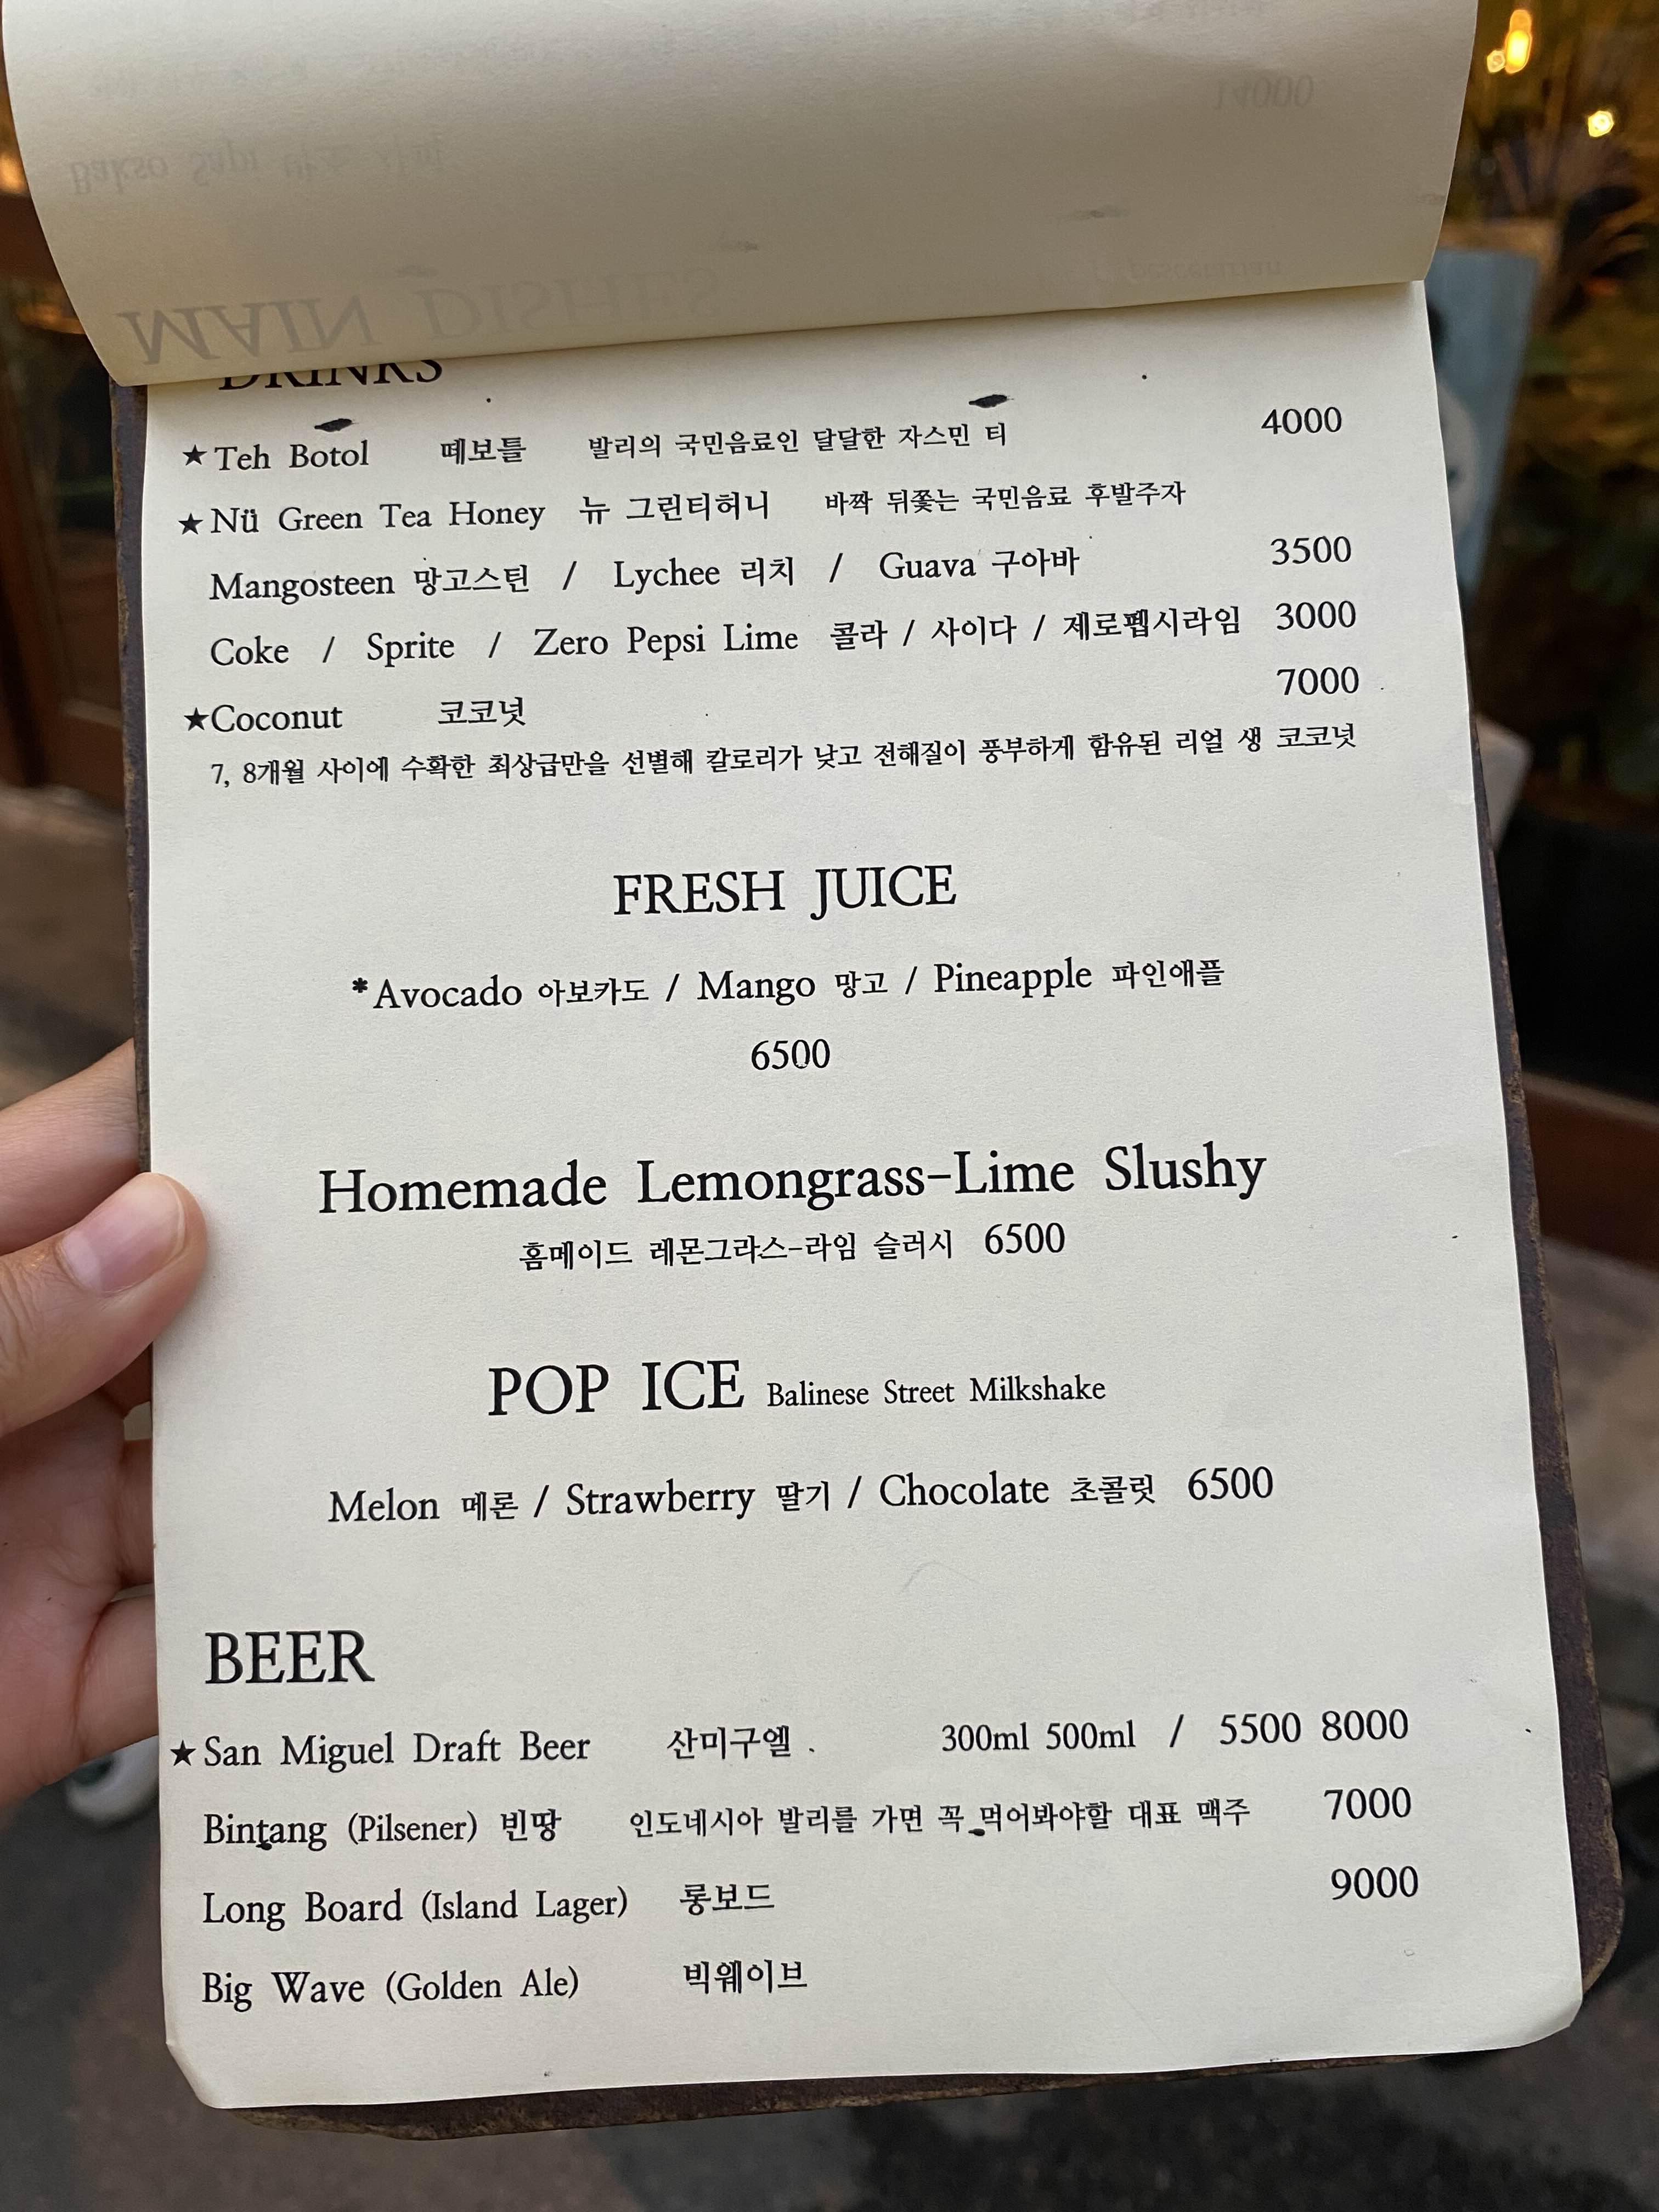 MAIN DISHES
Bakso Sapi 박소 사피
14000
DRINKS
★Teh Botol 떼보틀 발리의 국민음료인 달달한 자스민 티 4000
★Nü Green Tea Honey 뉴 그린티허니 바짝 뒤쫓는 국민음료 후발주자
Mangosteen 망고스틴 / Lychee 리치 / Guava 구아바 3500
Coke / Sprite / Zero Pepsi Lime 콜라 / 사이다 / 제로펩시라임 3000
★Coconut 코코넛 7000
7, 8개월 사이에 수확한 최상급만을 선별해 칼로리가 낮고 전해질이 풍부하게 함유된 리얼 생 코코넛
FRESH JUICE
*Avocado 아보카도 / Mango 망고 / Pineapple 파인애플
6500
Homemade Lemongrass-Lime Slushy
홈메이드 레몬그라스-라임 슬러시 6500
POP ICE Balinese Street Milkshake
Melon 메론 / Strawberry 딸기 / Chocolate 초콜릿 6500
BEER
★San Miguel Draft Beer 산미구엘 . 300ml 500ml / 5500 8000
Bintang (Pilsener) 빈땅 인도네시아 발리를 가면 꼭 먹어봐야할 대표 맥주 7000
Long Board (Island Lager) 롱보드 9000
Big Wave (Golden Ale) 빅웨이브